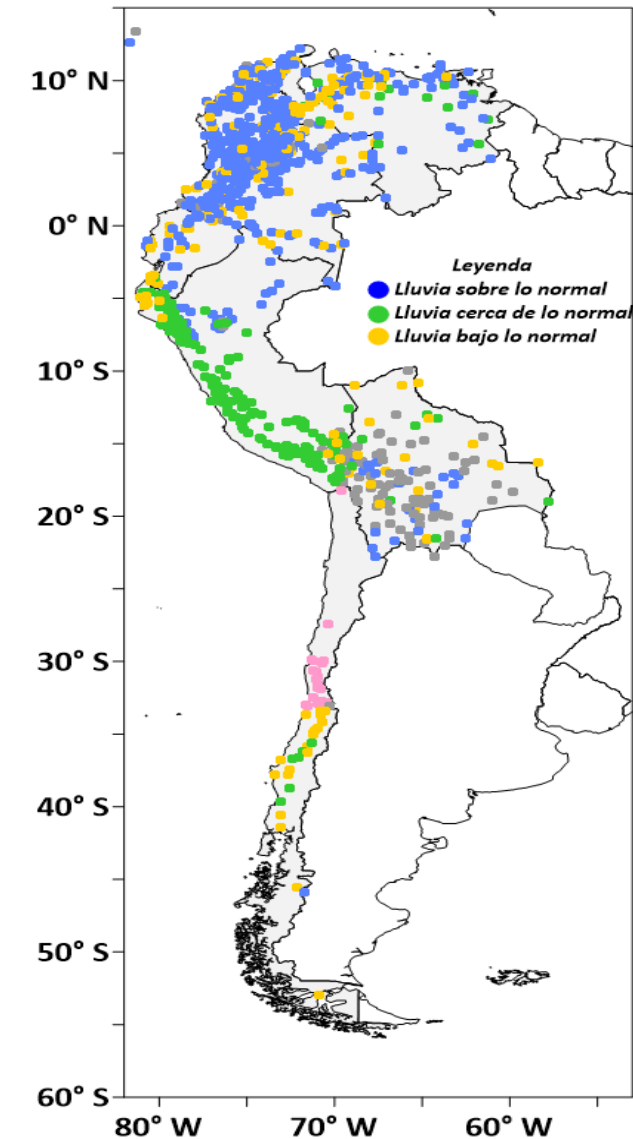 10° N
0° N
Leyenda
Lluvia sobre lo normal
Lluvia cerca de lo normal
Lluvia bajo lo normal
10° S
20° S
30° S
40° S
50° S
60° S
80° W 70° W 60° W